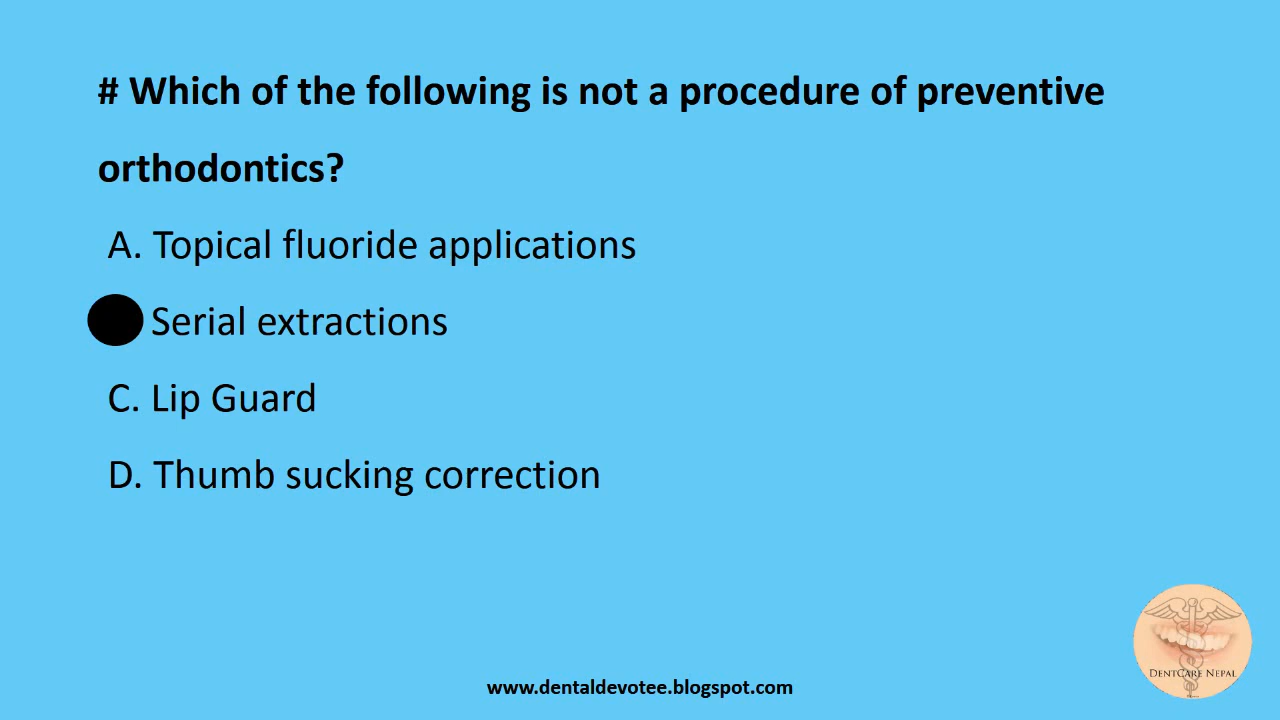 # Which of the following is not a procedure of preventive
orthodontics?
A. Topical fluoride applications
Serial extractions
C. Lip Guard
D. Thumb sucking correction
DENTCARE NEPAL
www.dentaldevotee.blogspot.com